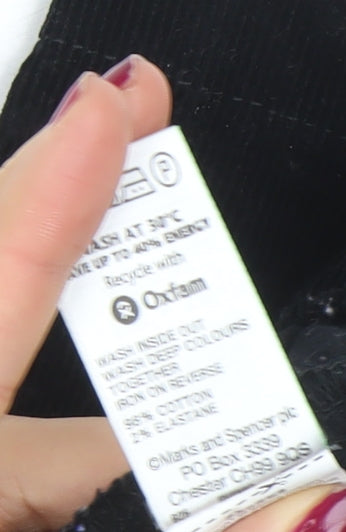 P
WASH AT 30°C
SAVE UP TO 40% ENERGY
Recycle with
Oxfam
WASH INSIDE OUT
WASH DEEP COLOURS
TOGETHER
IRON ON REVERSE
98% COTTON
2% ELASTANE
©Marks and Spencer plc
PO Box 3339
Chester CH99 9QS